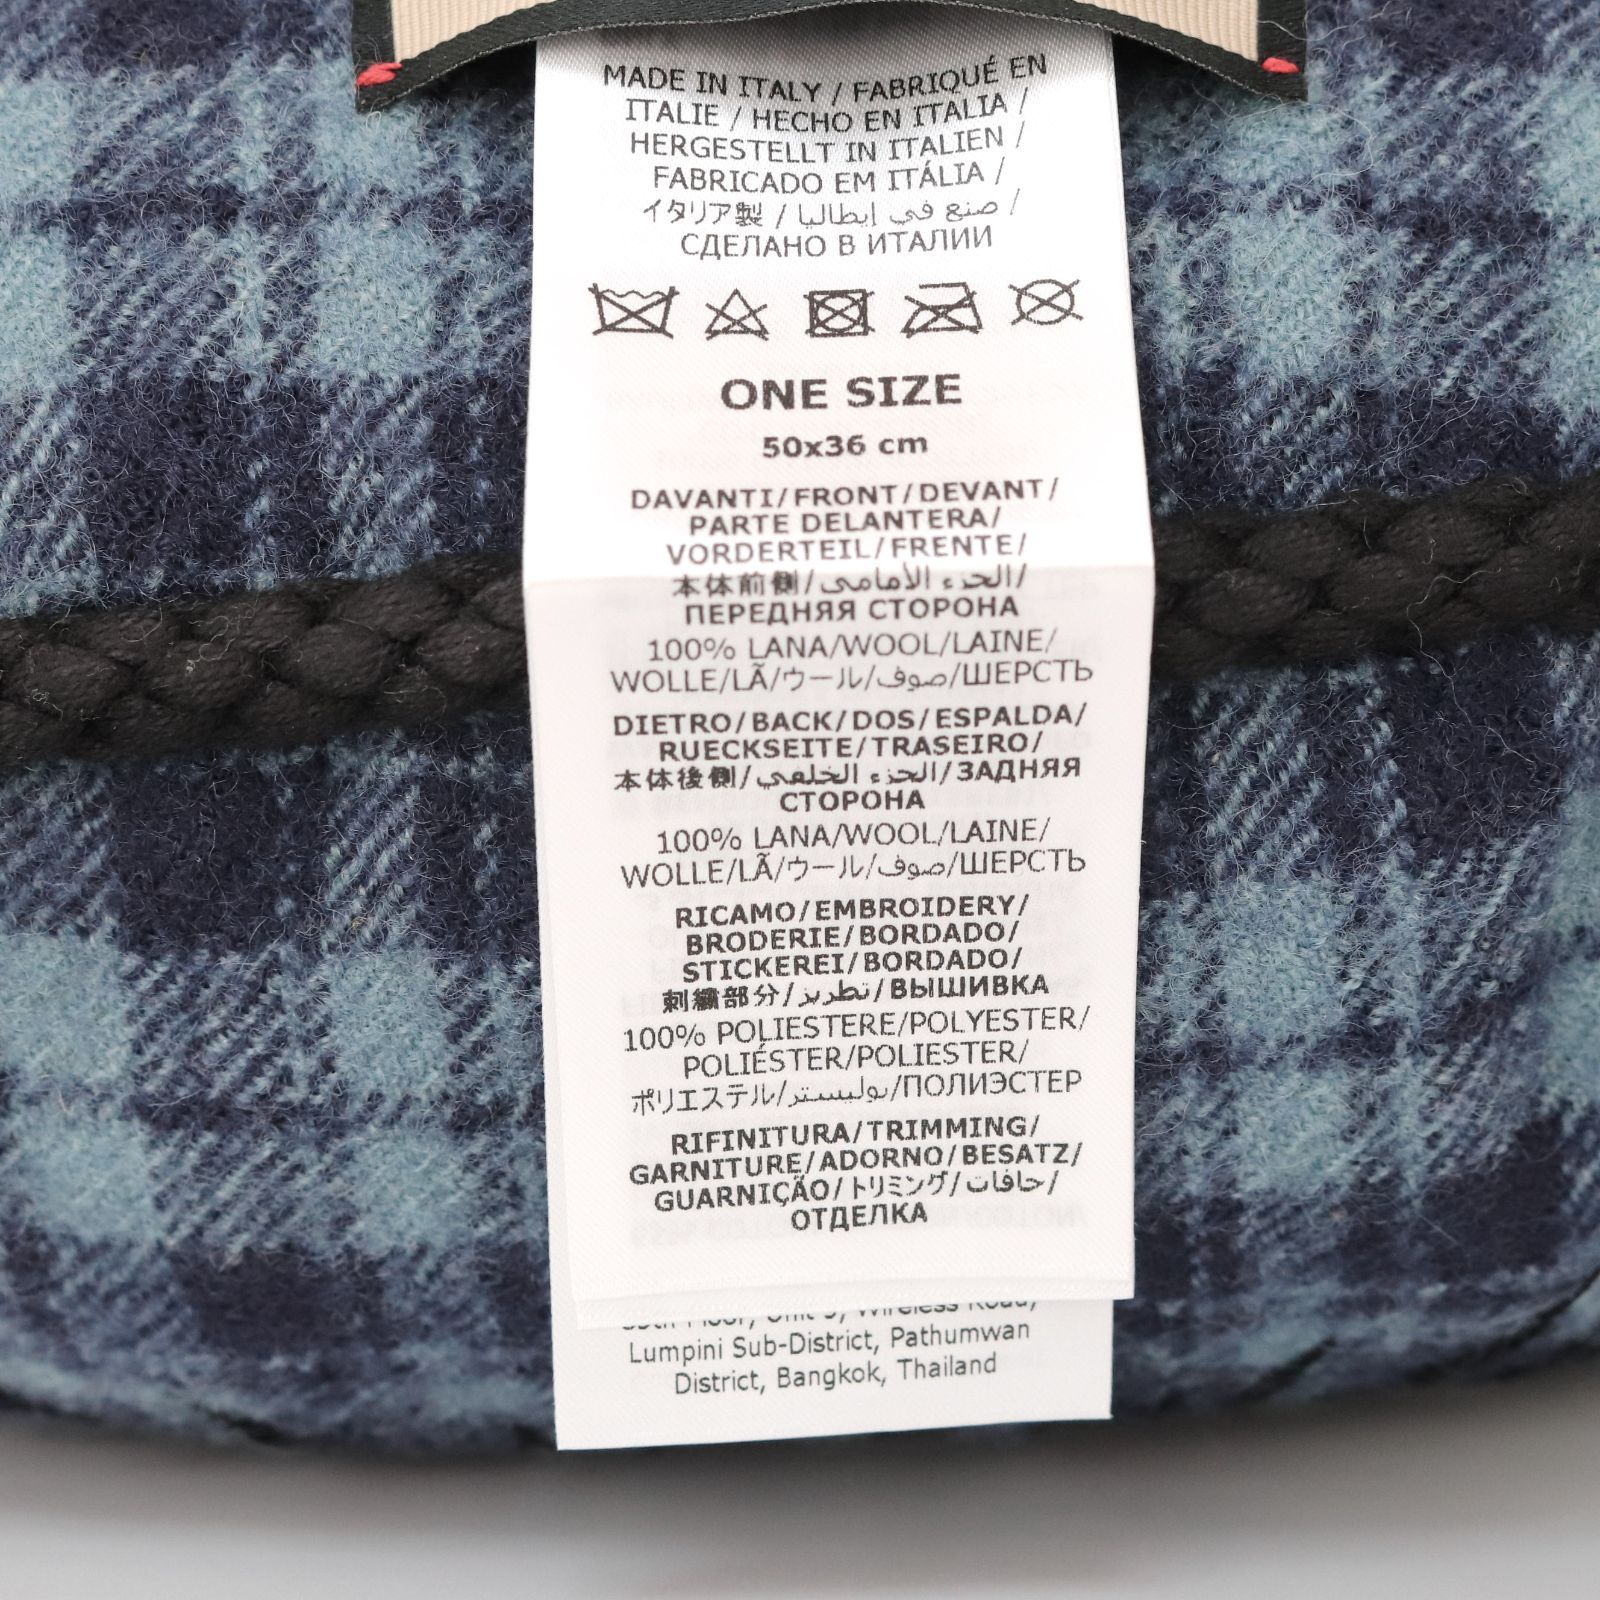 MADE IN ITALY / FABRIQUÉ EN
ITALIE / HECHO EN ITALIA /
HERGESTELLT IN ITALIEN /
FABRICADO EM ITÁLIA /
イタリア製 / صنع في إيطاليا /
СДЕЛАНО В ИТАЛИИ
ONE SIZE
50x36 cm
DAVANTI/FRONT/DEVANT/
PARTE DELANTERA/
VORDERTEIL/FRENTE/
本体前側/الجزء الأمامي/
ПЕРЕДНЯЯ СТОРОНА
100% LANA/WOOL/LAINE/
WOLLE/LÃ/ウール/صوف/ШЕРСТЬ
DIETRO/BACK/DOS/ESPALDA/
RUECKSEITE/TRASEIRO/
本体後側/الجزء الخلفي/ЗАДНЯЯ
СТОРОНА
100% LANA/WOOL/LAINE/
WOLLE/LÃ/ウール/صوف/ШЕРСТЬ
RICAMO/EMBROIDERY/
BRODERIE/BORDADO/
STICKEREI/BORDADO/
刺繍部分/تطريز/ВЫШИВКА
100% POLIESTERE/POLYESTER/
POLIÉSTER/POLIESTER/
ポリエステル/بوليستر/ПОЛИЭСТЕР
RIFINITURA/TRIMMING/
GARNITURE/ADORNO/BESATZ/
GUARNIÇÃO/トリミング/حافات/
ОТДЕЛКА
Floor, Unit Wireless Road,
Lumpini Sub-District, Pathumwan
District, Bangkok, Thailand